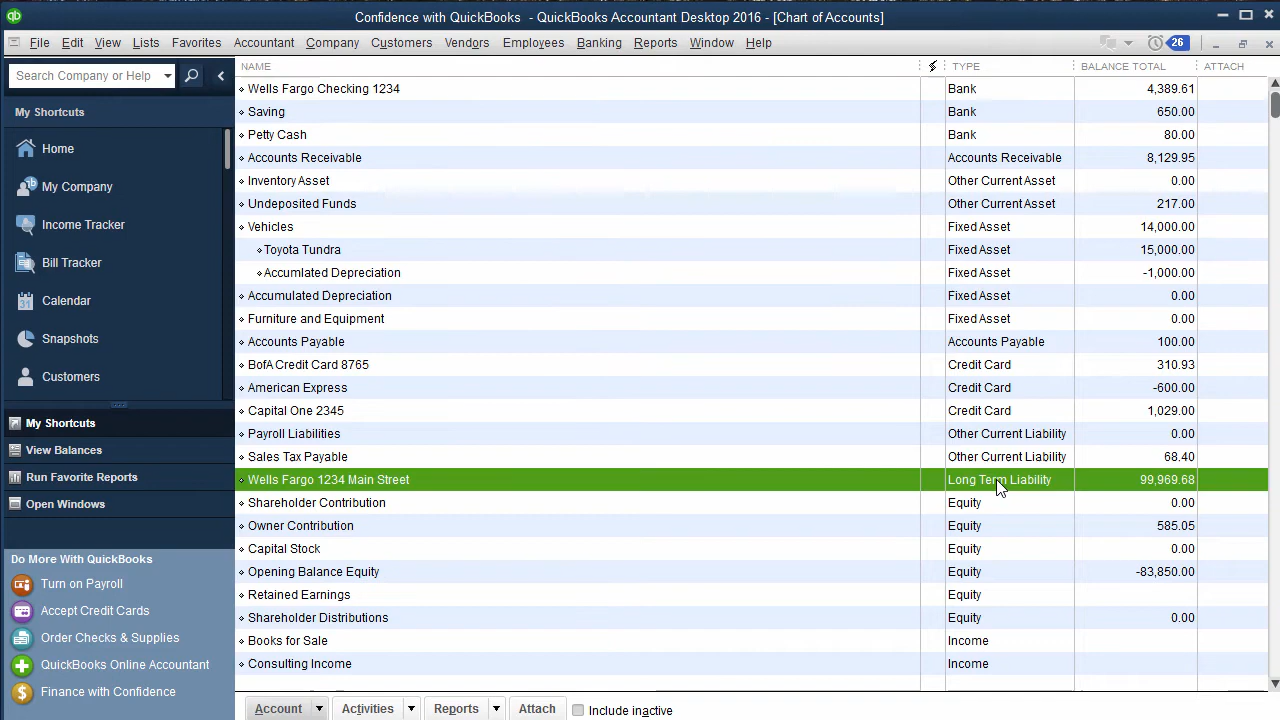 Confidence with QuickBooks - QuickBooks Accountant Desktop 2016 - [Chart of Accounts]
File Edit View Lists Favorites Accountant Company Customers Vendors Employees Banking Reports Window Help 26
Search Company or Help
NAME TYPE BALANCE TOTAL ATTACH
My Shortcuts
Home
My Company
Income Tracker
Bill Tracker
31 Calendar
Snapshots
Customers
My Shortcuts
View Balances
Run Favorite Reports
Open Windows
Do More With QuickBooks
Turn on Payroll
Accept Credit Cards
Order Checks & Supplies
QuickBooks Online Accountant
$ Finance with Confidence
Wells Fargo Checking 1234 Bank 4,389.61
Saving Bank 650.00
Petty Cash Bank 80.00
Accounts Receivable Accounts Receivable 8,129.95
Inventory Asset Other Current Asset 0.00
Undeposited Funds Other Current Asset 217.00
Vehicles Fixed Asset 14,000.00
Toyota Tundra Fixed Asset 15,000.00
Accumlated Depreciation Fixed Asset -1,000.00
Accumulated Depreciation Fixed Asset 0.00
Furniture and Equipment Fixed Asset 0.00
Accounts Payable Accounts Payable 100.00
BofA Credit Card 8765 Credit Card 310.93
American Express Credit Card -600.00
Capital One 2345 Credit Card 1,029.00
Payroll Liabilities Other Current Liability 0.00
Sales Tax Payable Other Current Liability 68.40
Wells Fargo 1234 Main Street Long Term Liability 99,969.68
Shareholder Contribution Equity 0.00
Owner Contribution Equity 585.05
Capital Stock Equity 0.00
Opening Balance Equity Equity -83,850.00
Retained Earnings Equity
Shareholder Distributions Equity 0.00
Books for Sale Income
Consulting Income Income
Account Activities Reports Attach Include inactive